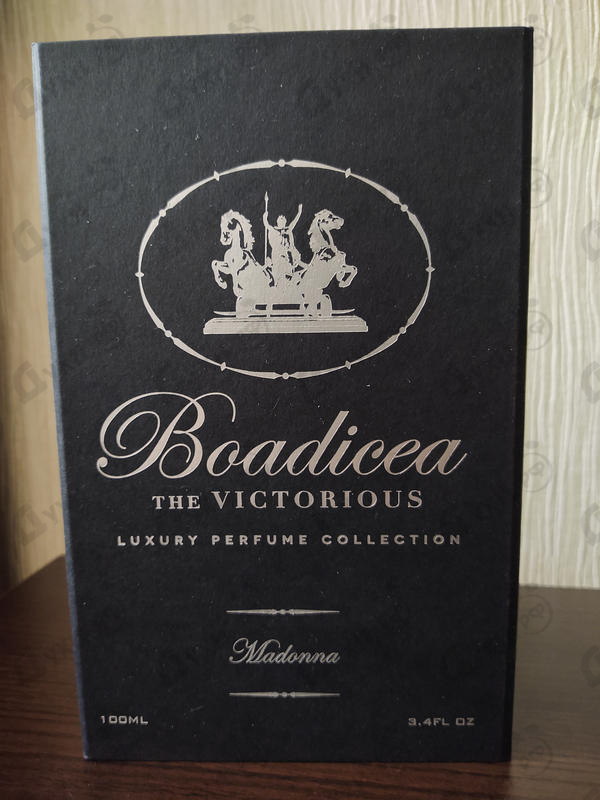 Boadicea
THE VICTORIOUS
LUXURY PERFUME COLLECTION
Madonna
100ML
3.4FL OZ